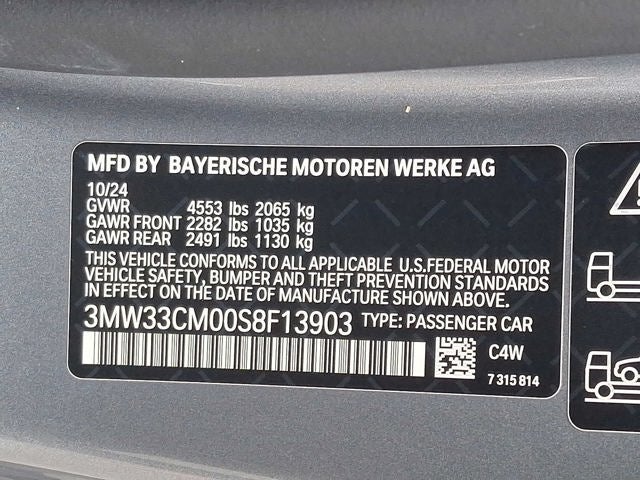 MFD BY BAYERISCHE MOTOREN WERKE AG
10/24
GVWR 4553 lbs 2065 kg
GAWR FRONT 2282 lbs 1035 kg
GAWR REAR 2491 lbs 1130 kg
THIS VEHICLE CONFORMS TO ALL APPLICABLE U.S.FEDERAL MOTOR
VEHICLE SAFETY, BUMPER AND THEFT PREVENTION STANDARDS
IN EFFECT ON THE DATE OF MANUFACTURE SHOWN ABOVE.
3MW33CM00S8F13903 TYPE: PASSENGER CAR
C4W
7 315 814